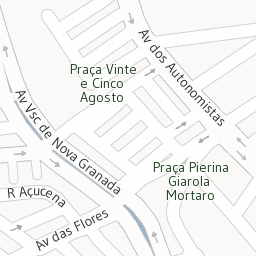 Av dos Autonomistas
Praça Vinte
e Cinco
Agosto
Av Vsc de Nova Granada
Praça Pierina
Giarola
Mortaro
R Açucena
Av das Flores